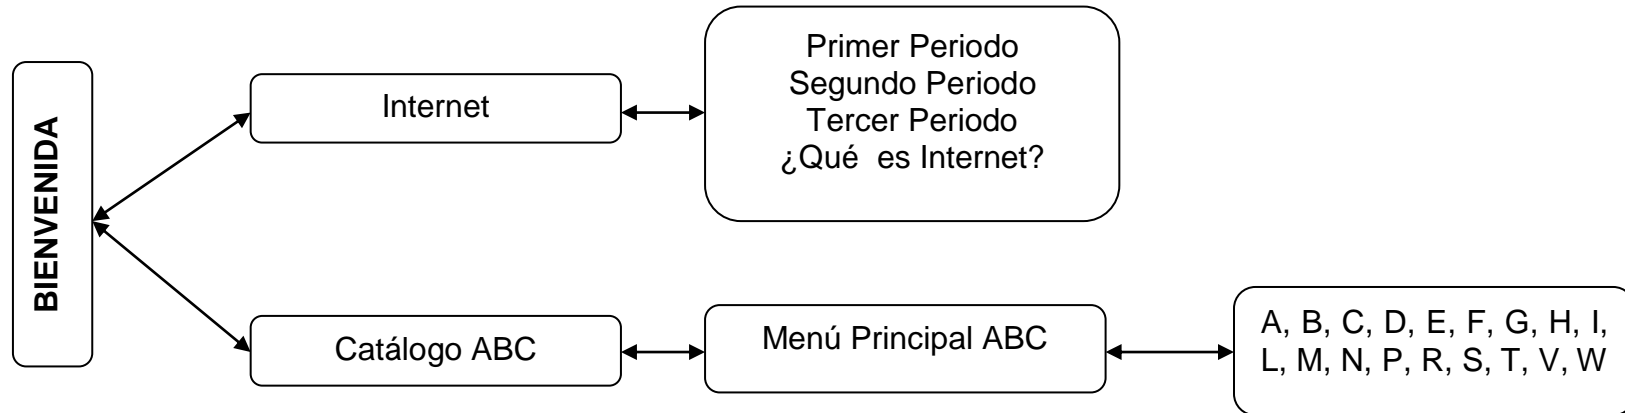 BIENVENIDA
Internet
Primer Periodo
Segundo Periodo
Tercer Periodo
¿Qué  es Internet?
Catálogo ABC
Menú Principal ABC
A, B, C, D, E, F, G, H, I,
L, M, N, P, R, S, T, V, W